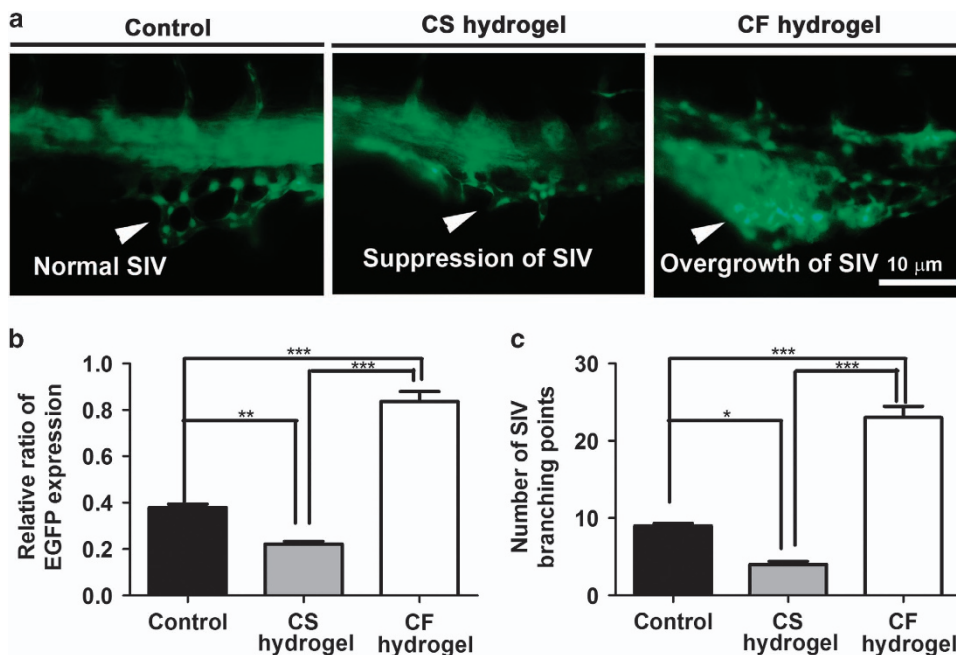 a
Control
CS hydrogel
CF hydrogel
Normal SIV
Suppression of SIV
Overgrowth of SIV
10 μm
b
Relative ratio of
EGFP expression
1.0
0.8
0.6
0.4
0.2
0.0
***
***
**
Control
CS
hydrogel
CF
hydrogel
c
Number of SIV
branching points
30
20
10
0
***
***
*
Control
CS
hydrogel
CF
hydrogel